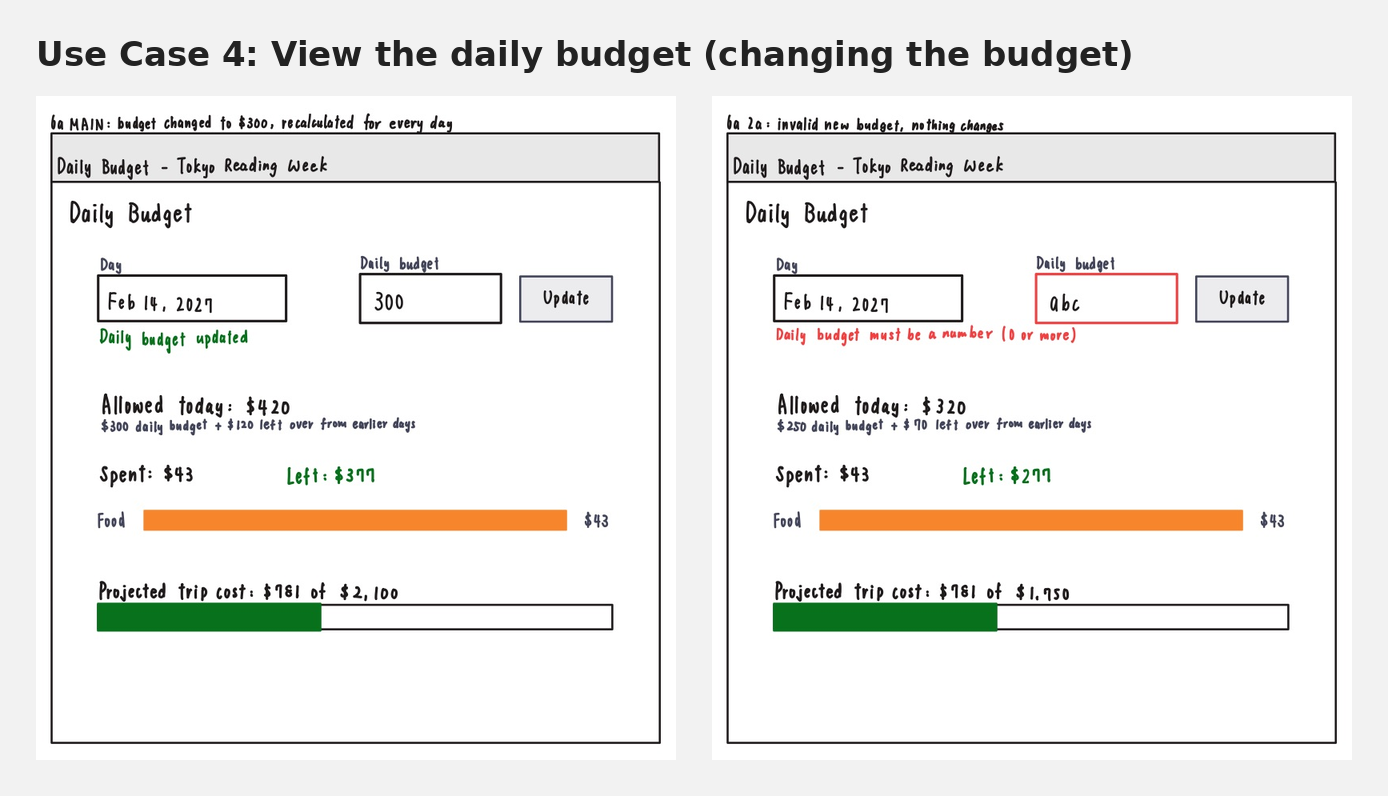 Use Case 4: View the daily budget (changing the budget)
6a MAIN: budget changed to $300, recalculated for every day
Daily Budget - Tokyo Reading Week
Daily Budget
Day
Daily budget
Feb 14, 2027
300
Update
Daily budget updated
Allowed today: $420
$300 daily budget + $120 left over from earlier days
Spent: $43
Left: $377
Food
$43
Projected trip cost: $781 of $2,100
6a 2a: invalid new budget, nothing changes
Daily Budget - Tokyo Reading Week
Daily Budget
Day
Daily budget
Feb 14, 2027
abc
Update
Daily budget must be a number (0 or more)
Allowed today: $320
$250 daily budget + $70 left over from earlier days
Spent: $43
Left: $277
Food
$43
Projected trip cost: $781 of $1,750